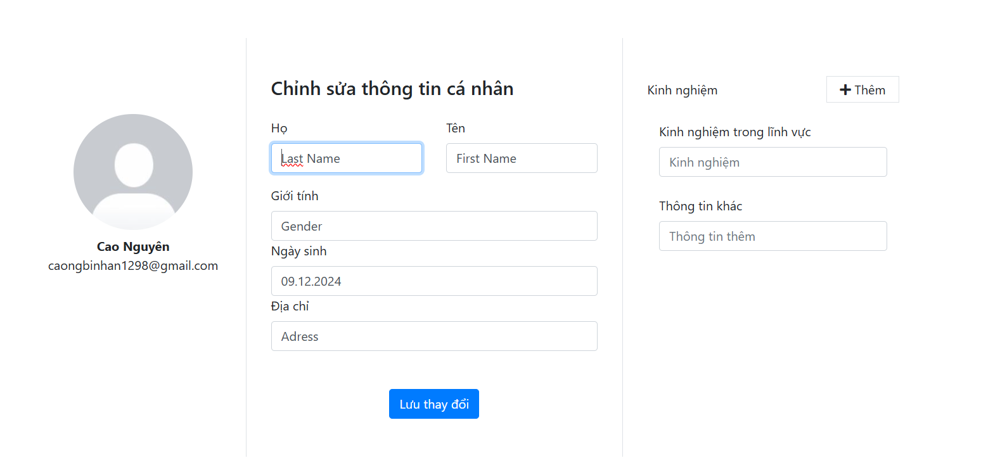 Cao Nguyên
caongbinhan1298@gmail.com
Chỉnh sửa thông tin cá nhân
Họ
Tên
Last Name
First Name
Giới tính
Gender
Ngày sinh
09.12.2024
Địa chỉ
Adress
Lưu thay đổi
Kinh nghiệm
Thêm
Kinh nghiệm trong lĩnh vực
Kinh nghiệm
Thông tin khác
Thông tin thêm